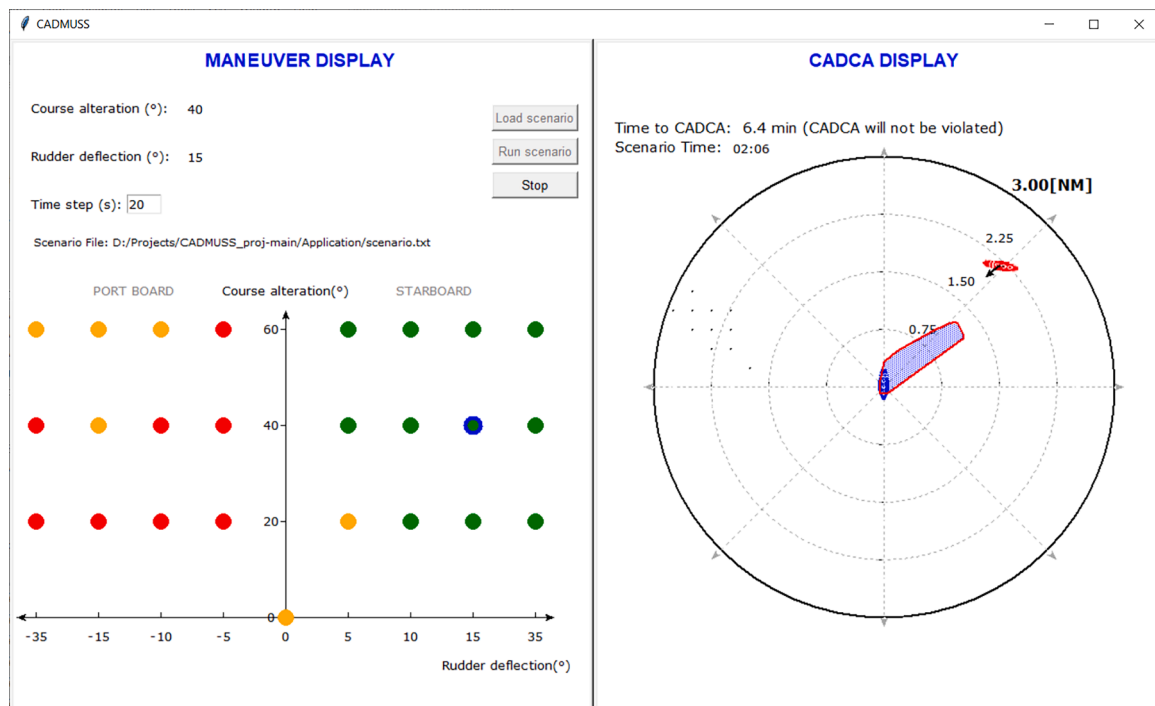 CADMUSS
MANEUVER DISPLAY
Course alteration (°): 40
Load scenario
Rudder deflection (°): 15
Run scenario
Stop
Time step (s): 20
Scenario File: D:/Projects/CADMUSS_proj-main/Application/scenario.txt
PORT BOARD Course alteration(°) STARBOARD
60
40
20
0
-35 -15 -10 -5 0 5 10 15 35
Rudder deflection(°)
CADCA DISPLAY
Time to CADCA: 6.4 min (CADCA will not be violated)
Scenario Time: 02:06
3.00[NM]
2.25
1.50
0.75